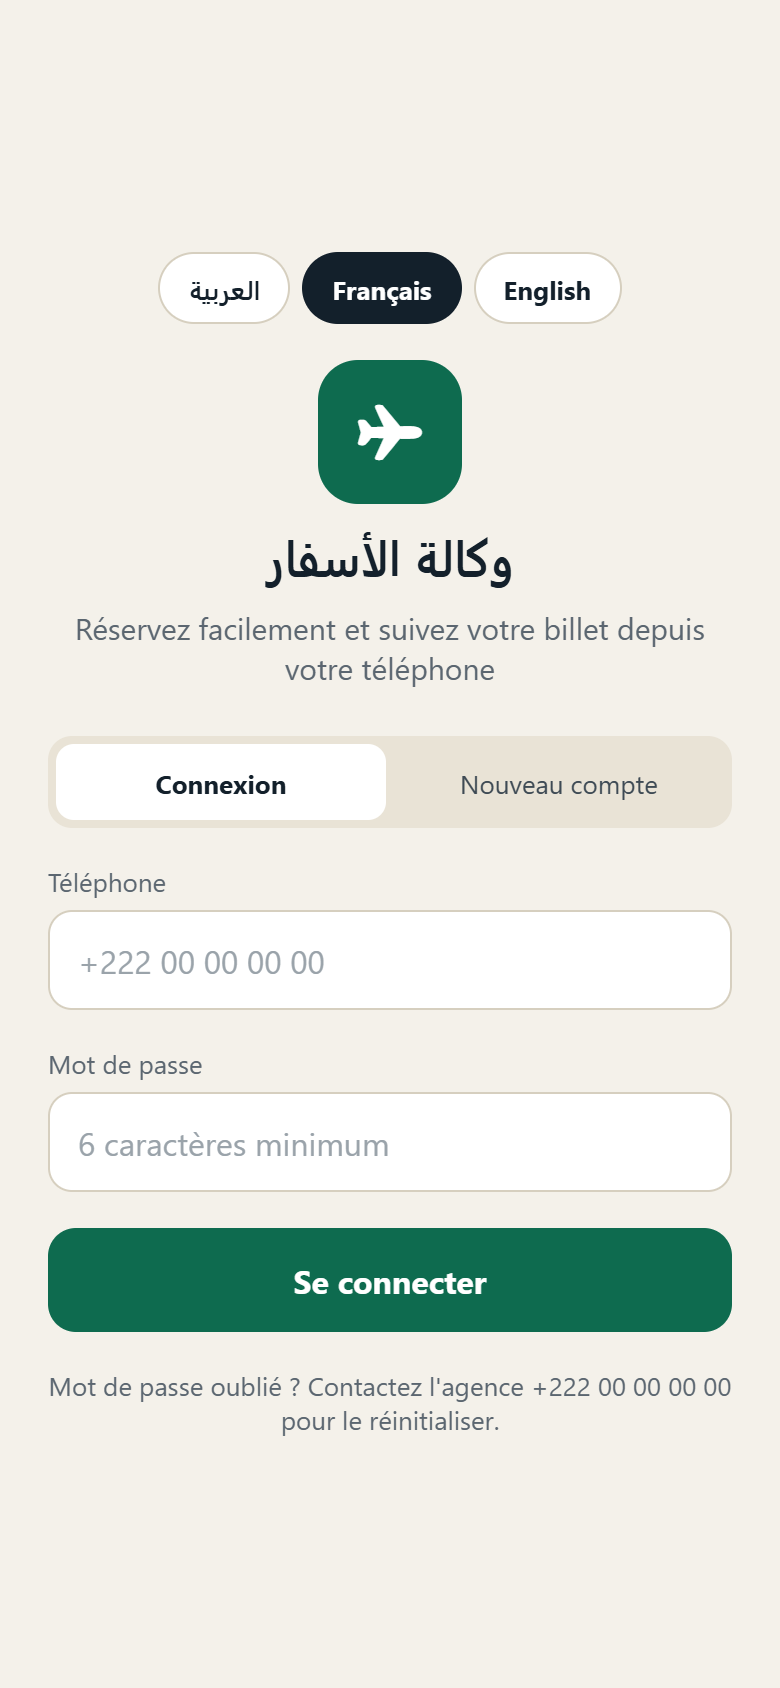 العربية
Français
English
وكالة الأسفار
Réservez facilement et suivez votre billet depuis
votre téléphone
Connexion
Nouveau compte
Téléphone
+222 00 00 00 00
Mot de passe
6 caractères minimum
Se connecter
Mot de passe oublié ? Contactez l'agence +222 00 00 00 00
pour le réinitialiser.